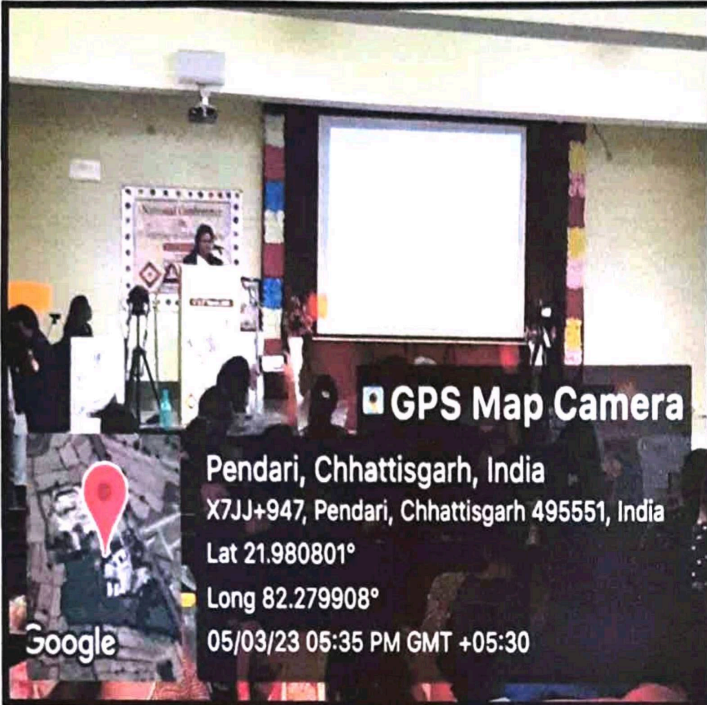 National Conference
GPS Map Camera
Pendari, Chhattisgarh, India
X7JJ+947, Pendari, Chhattisgarh 495551, India
Lat 21.980801°
Long 82.279908°
05/03/23 05:35 PM GMT +05:30
Google